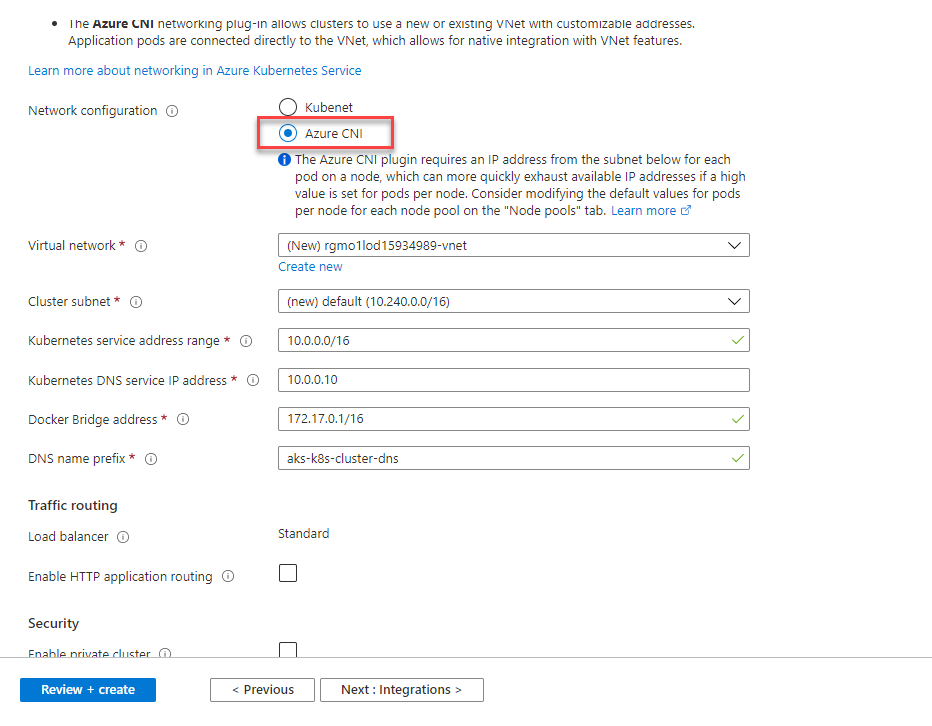 • The Azure CNI networking plug-in allows clusters to use a new or existing VNet with customizable addresses.
Application pods are connected directly to the VNet, which allows for native integration with VNet features.
Learn more about networking in Azure Kubernetes Service
Network configuration
Kubenet
Azure CNI
The Azure CNI plugin requires an IP address from the subnet below for each
pod on a node, which can more quickly exhaust available IP addresses if a high
value is set for pods per node. Consider modifying the default values for pods
per node for each node pool on the "Node pools" tab. Learn more
Virtual network *
(New) rgmo1lod15934989-vnet
Create new
Cluster subnet *
(new) default (10.240.0.0/16)
Kubernetes service address range *
10.0.0.0/16
Kubernetes DNS service IP address *
10.0.0.10
Docker Bridge address *
172.17.0.1/16
DNS name prefix *
aks-k8s-cluster-dns
Traffic routing
Load balancer
Standard
Enable HTTP application routing
Security
Enable private cluster
Review + create
< Previous
Next : Integrations >